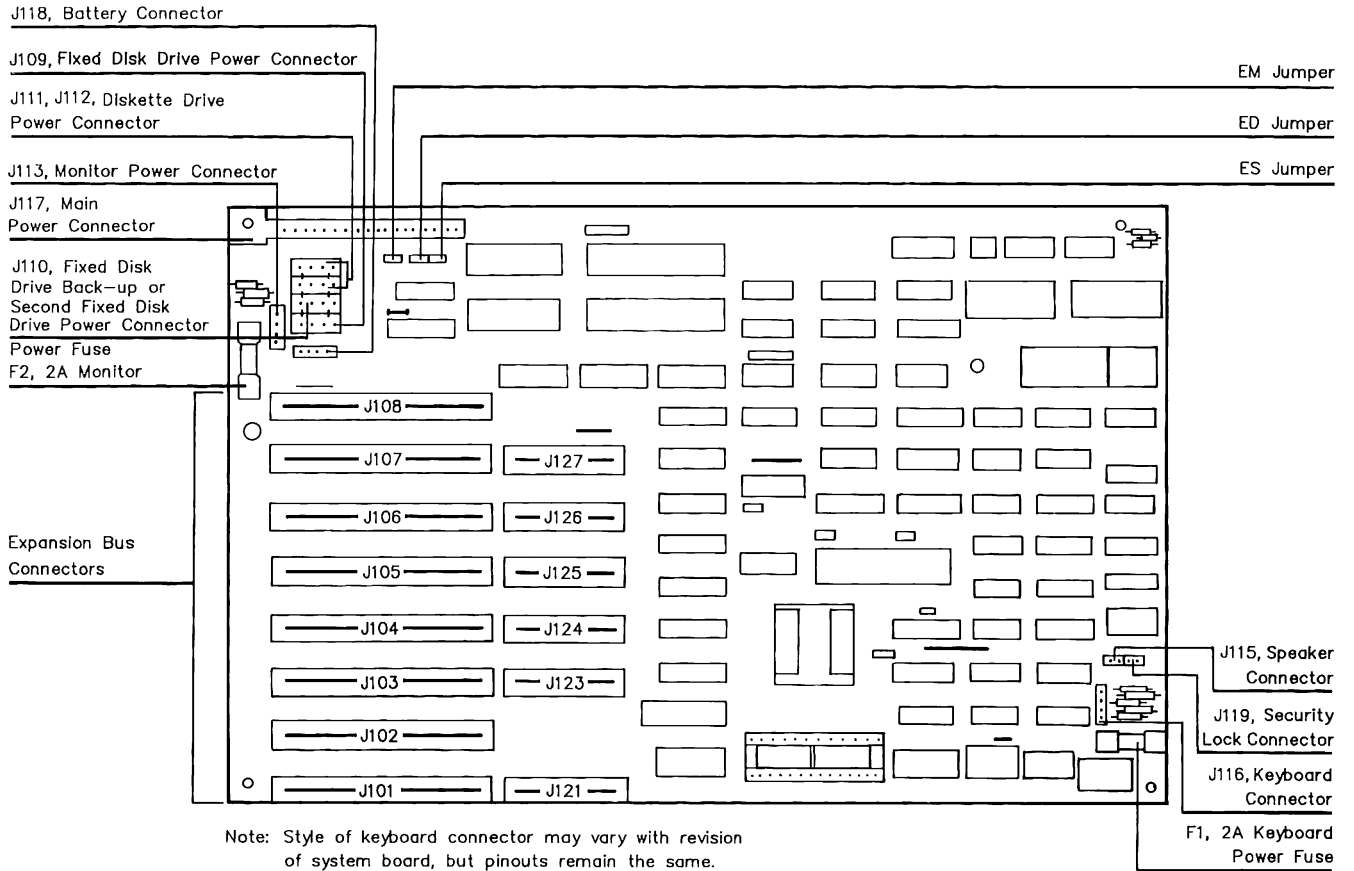 J118, Battery Connector
J109, Fixed Disk Drive Power Connector
J111, J112, Diskette Drive
Power Connector
J113, Monitor Power Connector
J117, Main
Power Connector
J110, Fixed Disk
Drive Back-up or
Second Fixed Disk
Drive Power Connector
Power Fuse
F2, 2A Monitor
Expansion Bus
Connectors
EM Jumper
ED Jumper
ES Jumper
J108
J107
J127
J106
J126
J105
J125
J104
J124
J103
J123
J102
J101
J121
J115, Speaker
Connector
J119, Security
Lock Connector
J116, Keyboard
Connector
F1, 2A Keyboard
Power Fuse
Note: Style of keyboard connector may vary with revision
of system board, but pinouts remain the same.